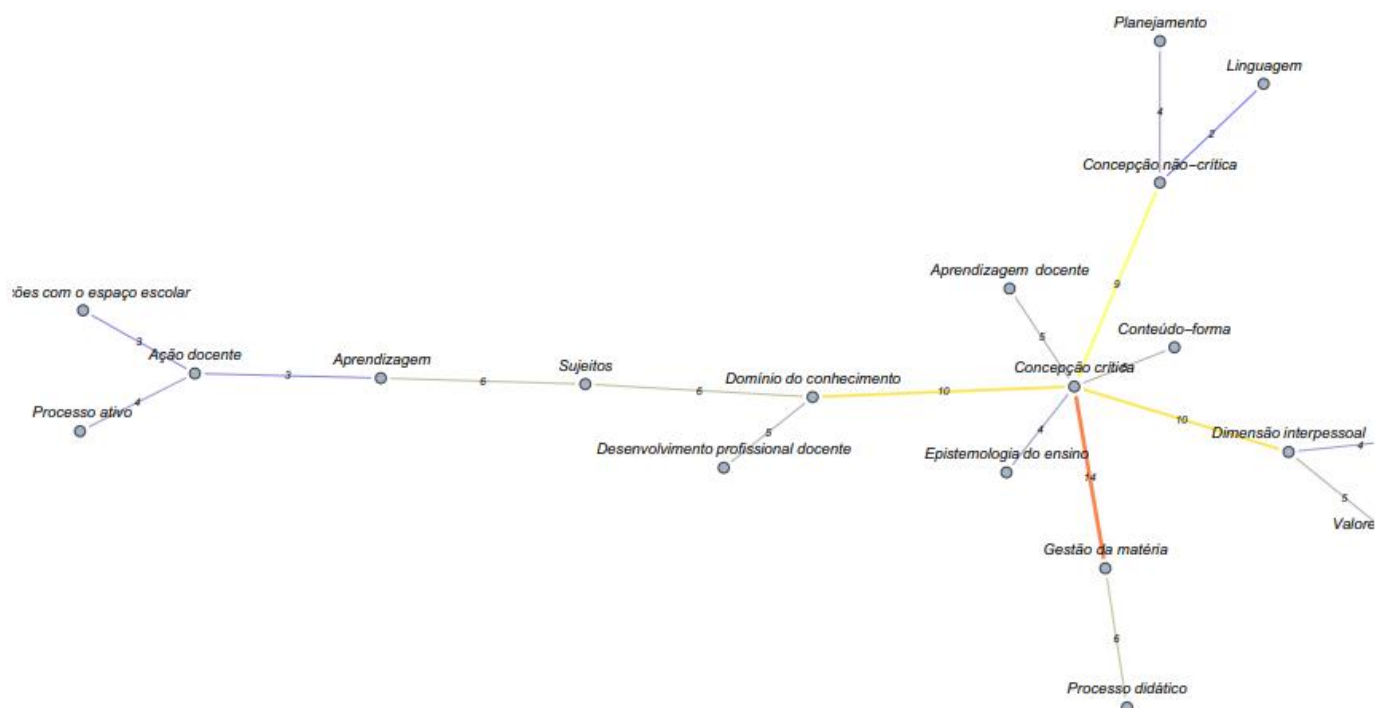 Planejamento
Linguagem
4
2
Concepção não–crítica
Aprendizagem docente
9
ções com o espaço escolar
Conteúdo–forma
5
3
Ação docente
Aprendizagem
Sujeitos
Concepção crítica
3
6
6
Domínio do conhecimento
10
Processo ativo
4
10
Dimensão interpessoal
4
5
Desenvolvimento profissional docente
4
Epistemologia do ensino
14
5
Valore
Gestão da matéria
6
Processo didático